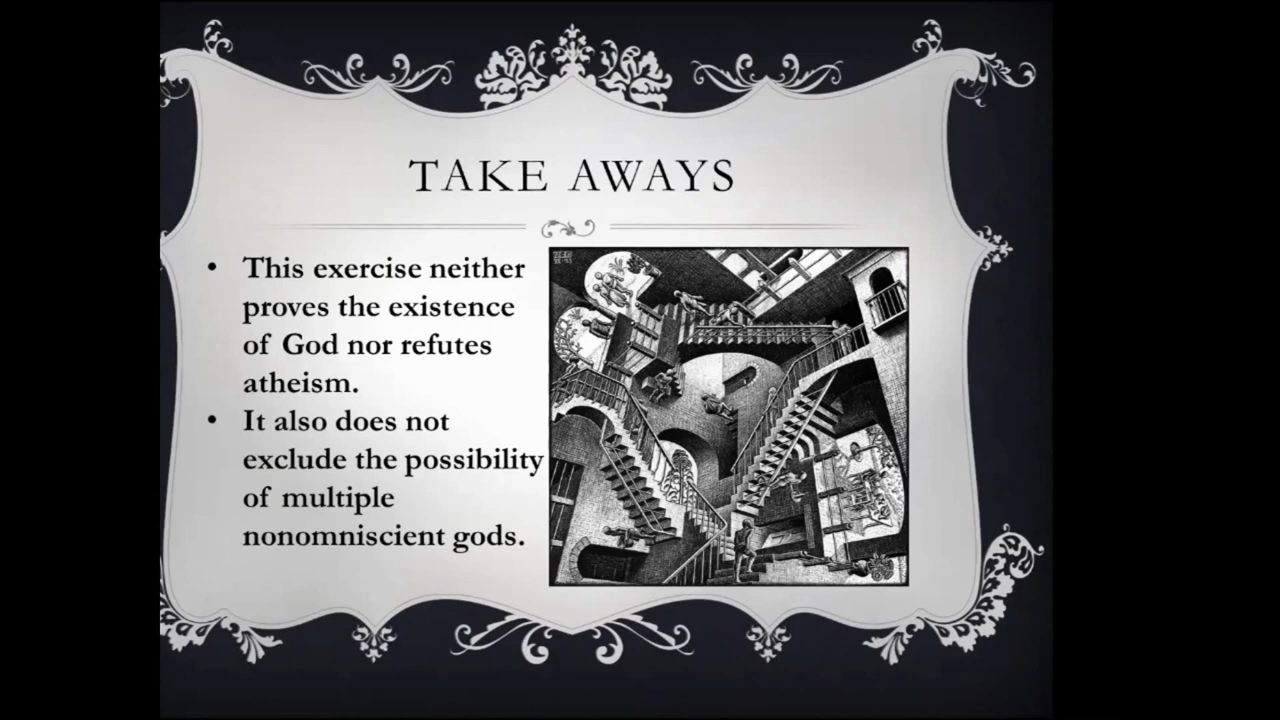 TAKE AWAYS
• This exercise neither
proves the existence
of God nor refutes
atheism.
• It also does not
exclude the possibility
of multiple
nonomniscient gods.